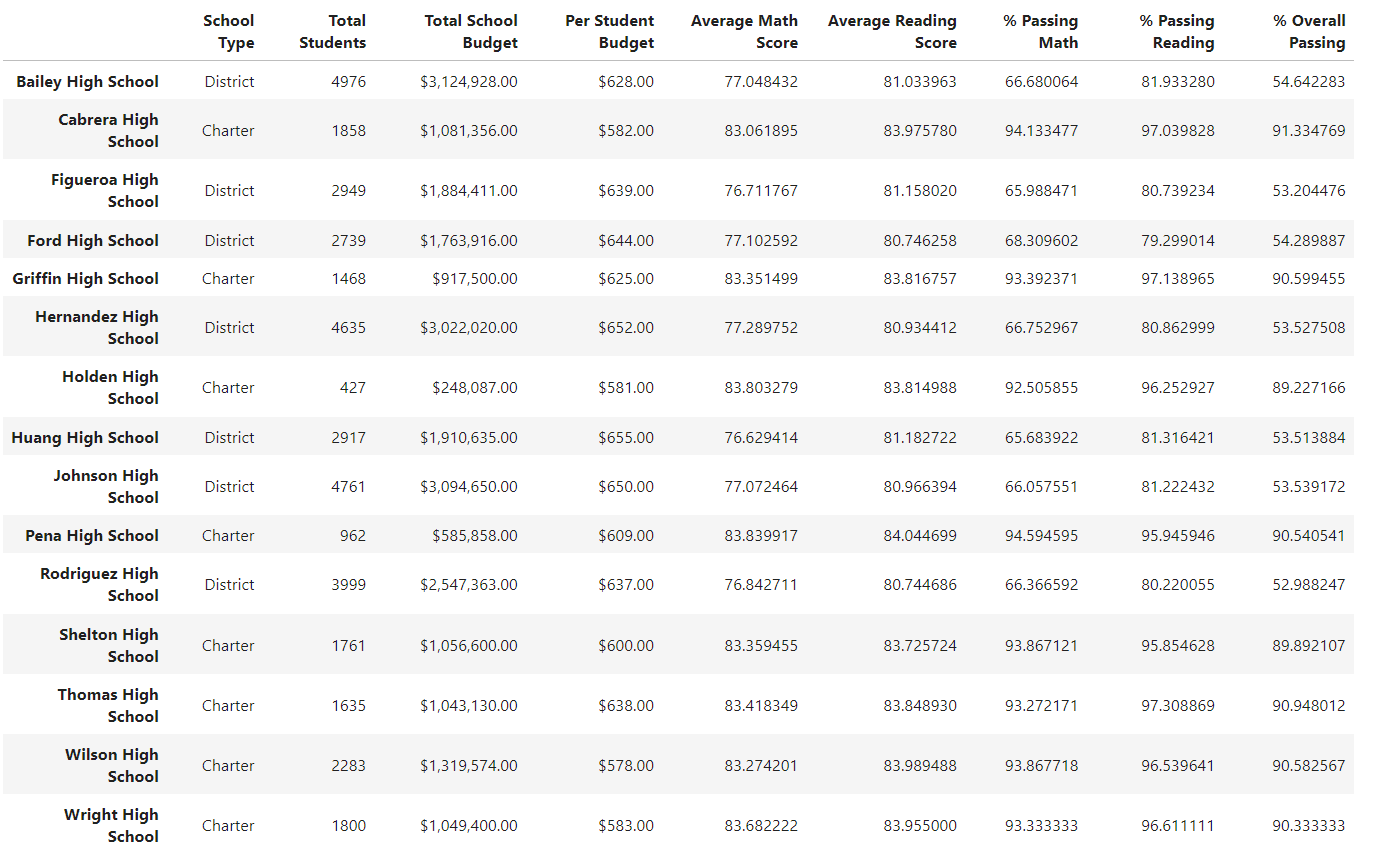 School Total Total School Per Student Average Math Average Reading % Passing % Passing % Overall
Type Students Budget Budget Score Score Math Reading Passing
Bailey High School District 4976 $3,124,928.00 $628.00 77.048432 81.033963 66.680064 81.933280 54.642283
Cabrera High
School Charter 1858 $1,081,356.00 $582.00 83.061895 83.975780 94.133477 97.039828 91.334769
Figueroa High
School District 2949 $1,884,411.00 $639.00 76.711767 81.158020 65.988471 80.739234 53.204476
Ford High School District 2739 $1,763,916.00 $644.00 77.102592 80.746258 68.309602 79.299014 54.289887
Griffin High School Charter 1468 $917,500.00 $625.00 83.351499 83.816757 93.392371 97.138965 90.599455
Hernandez High
School District 4635 $3,022,020.00 $652.00 77.289752 80.934412 66.752967 80.862999 53.527508
Holden High
School Charter 427 $248,087.00 $581.00 83.803279 83.814988 92.505855 96.252927 89.227166
Huang High School District 2917 $1,910,635.00 $655.00 76.629414 81.182722 65.683922 81.316421 53.513884
Johnson High
School District 4761 $3,094,650.00 $650.00 77.072464 80.966394 66.057551 81.222432 53.539172
Pena High School Charter 962 $585,858.00 $609.00 83.839917 84.044699 94.594595 95.945946 90.540541
Rodriguez High
School District 3999 $2,547,363.00 $637.00 76.842711 80.744686 66.366592 80.220055 52.988247
Shelton High
School Charter 1761 $1,056,600.00 $600.00 83.359455 83.725724 93.867121 95.854628 89.892107
Thomas High
School Charter 1635 $1,043,130.00 $638.00 83.418349 83.848930 93.272171 97.308869 90.948012
Wilson High
School Charter 2283 $1,319,574.00 $578.00 83.274201 83.989488 93.867718 96.539641 90.582567
Wright High
School Charter 1800 $1,049,400.00 $583.00 83.682222 83.955000 93.333333 96.611111 90.333333